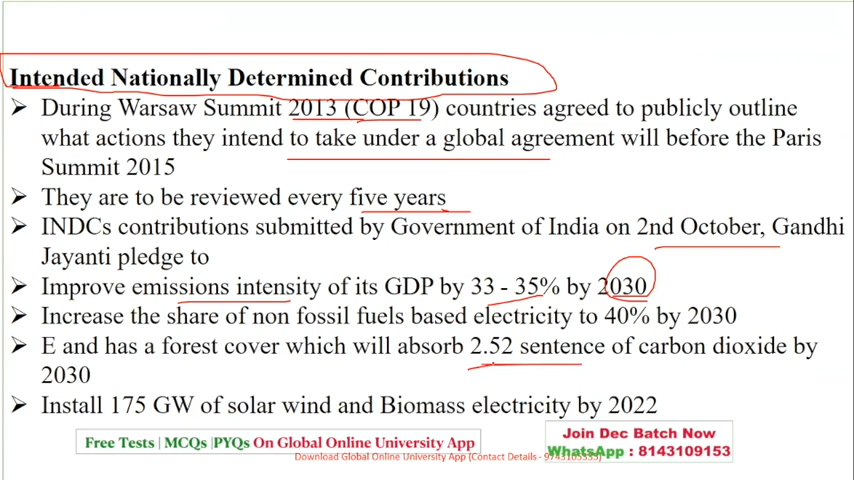 Intended Nationally Determined Contributions
➢ During Warsaw Summit 2013 (COP 19) countries agreed to publicly outline
what actions they intend to take under a global agreement will before the Paris
Summit 2015
➢ They are to be reviewed every five years
➢ INDCs contributions submitted by Government of India on 2nd October, Gandhi
Jayanti pledge to
➢ Improve emissions intensity of its GDP by 33 - 35% by 2030
➢ Increase the share of non fossil fuels based electricity to 40% by 2030
➢ E and has a forest cover which will absorb 2.52 sentence of carbon dioxide by
2030
➢ Install 175 GW of solar wind and Biomass electricity by 2022
Free Tests | MCQs |PYQs On Global Online University App
Join Dec Batch Now
WhatsApp : 8143109153
Download Global Online University App (Contact Details -